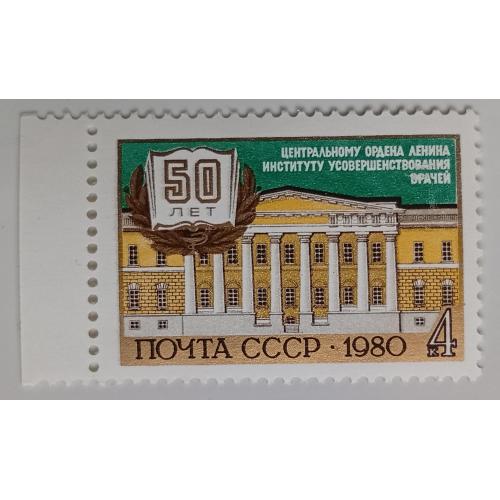 ЦЕНТРАЛЬНОМУ ОРДЕНА ЛЕНИНА
ИНСТИТУТУ УСОВЕРШЕНСТВОВАНИЯ
ВРАЧЕЙ
50
ЛЕТ
ПОЧТА СССР · 1980
4
К